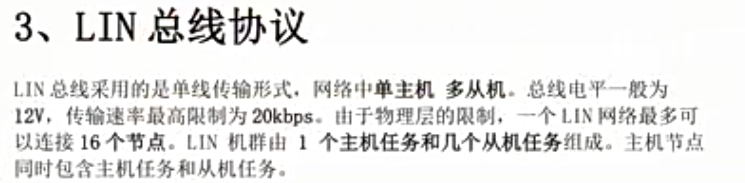 3、LIN 总线协议
LIN 总线采用的是单线传输形式，网络中单主机 多从机。总线电平一般为
12V，传输速率最高限制为 20kbps。由于物理层的限制，一个 LIN 网络最多可
以连接 16 个节点。LIN 机群由 1 个主机任务和几个从机任务组成。主机节点
同时包含主机任务和从机任务。